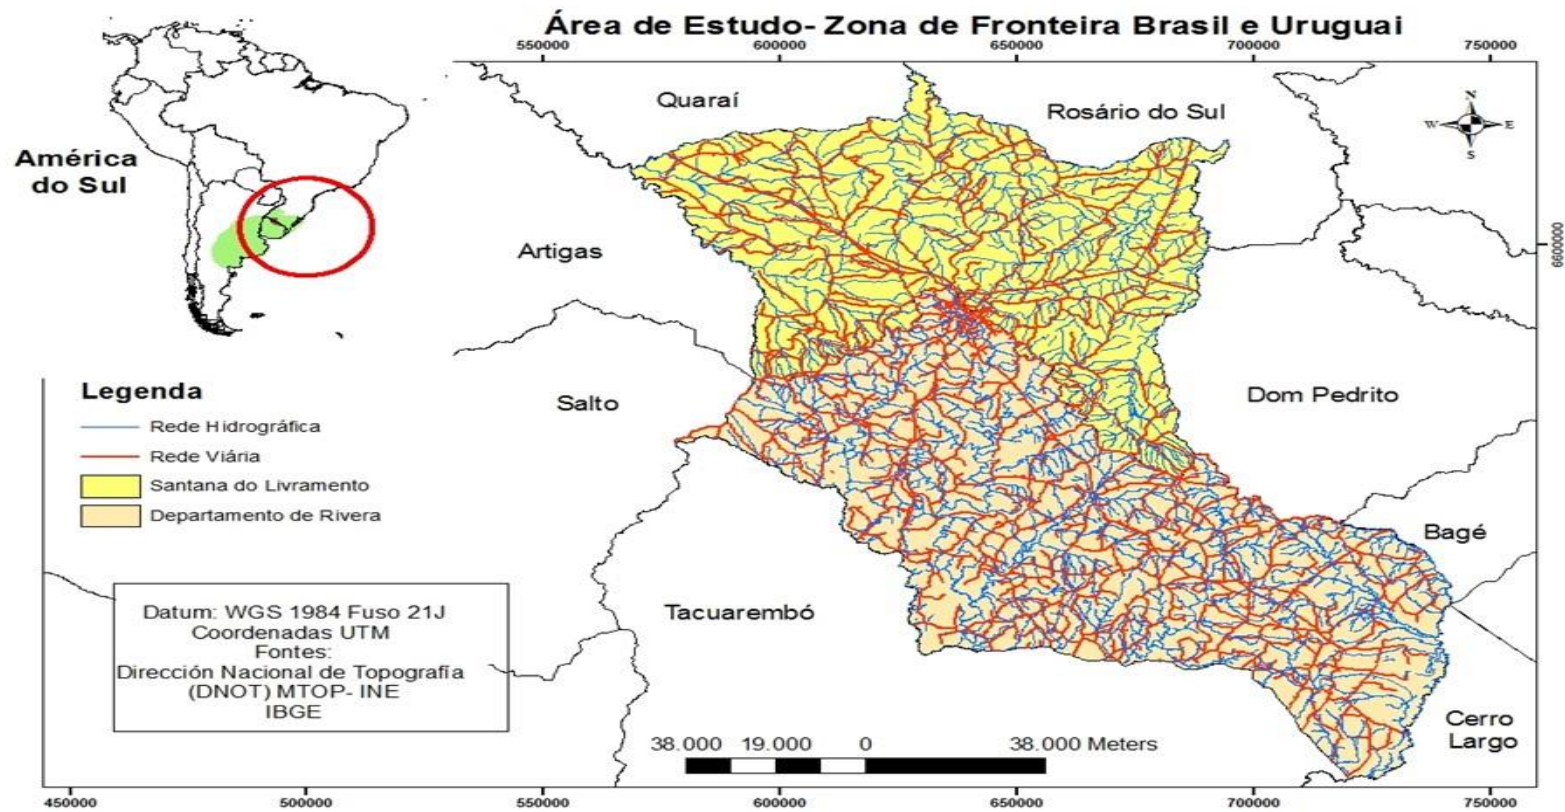 Área de Estudo- Zona de Fronteira Brasil e Uruguai
550000 600000 650000 700000 750000
América
do Sul
Quaraí
Rosário do Sul
N
W E
S
Artigas
6600000
Salto
Dom Pedrito
Legenda
Rede Hidrográfica
Rede Viária
Santana do Livramento
Departamento de Rivera
Bagé
Tacuarembó
Datum: WGS 1984 Fuso 21J
Coordenadas UTM
Fontes:
Dirección Nacional de Topografía
(DNOT) MTOP- INE
IBGE
Cerro
Largo
38.000 19.000 0 38.000 Meters
450000 500000 550000 600000 650000 700000 750000